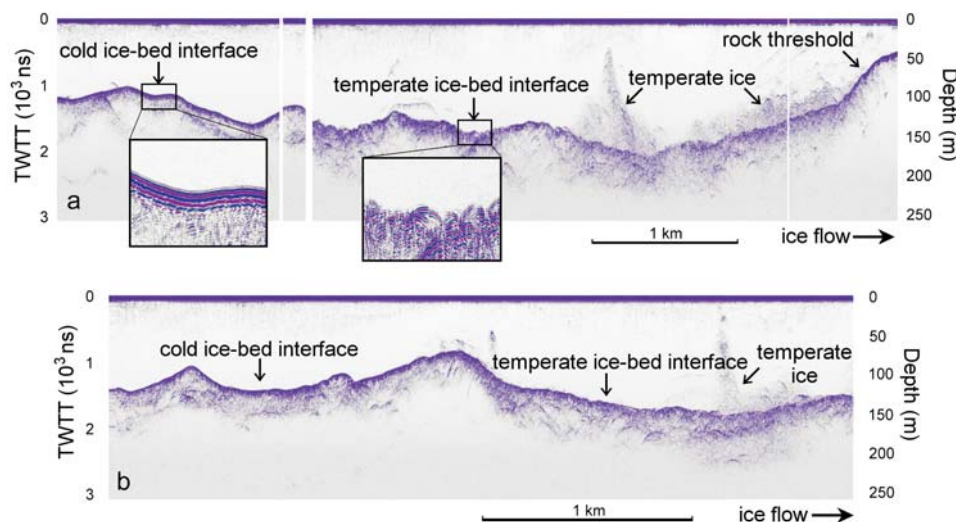 0
1
2
3
TWTT (10³ ns)
cold ice-bed interface
temperate ice-bed interface
temperate ice
rock threshold
0
50
100
150
200
250
Depth (m)
a
1 km
ice flow
0
1
2
3
TWTT (10³ ns)
cold ice-bed interface
temperate ice-bed interface
temperate
ice
0
50
100
150
200
250
Depth (m)
b
1 km
ice flow